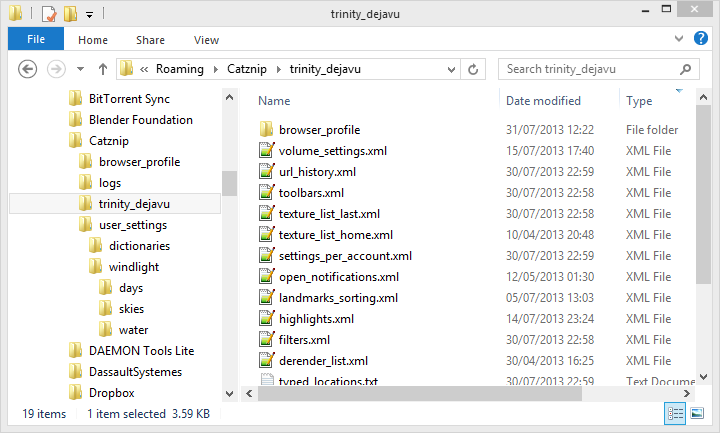 trinity_dejavu
File Home Share View
Roaming Catznip trinity_dejavu Search trinity_dejavu
BitTorrent Sync
Blender Foundation
Catznip
browser_profile
logs
trinity_dejavu
user_settings
dictionaries
windlight
days
skies
water
DAEMON Tools Lite
DassaultSystemes
Dropbox
Name Date modified Type
browser_profile 31/07/2013 12:22 File folder
volume_settings.xml 15/07/2013 17:40 XML File
url_history.xml 30/07/2013 22:59 XML File
toolbars.xml 30/07/2013 22:58 XML File
texture_list_last.xml 30/07/2013 22:58 XML File
texture_list_home.xml 10/04/2013 20:48 XML File
settings_per_account.xml 30/07/2013 22:59 XML File
open_notifications.xml 12/05/2013 01:30 XML File
landmarks_sorting.xml 05/07/2013 13:03 XML File
highlights.xml 14/07/2013 23:24 XML File
filters.xml 30/07/2013 22:58 XML File
derender_list.xml 30/04/2013 16:25 XML File
typed_locations.txt 30/07/2013 22:59 Text Docume
19 items 1 item selected 3.59 KB